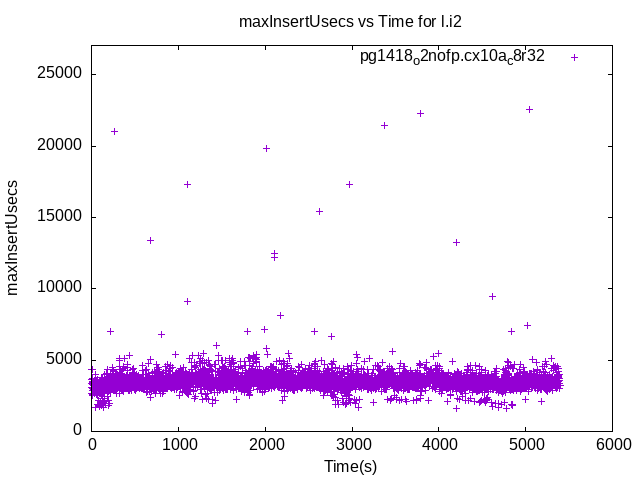 maxInsertUsecs vs Time for l.i2
pg1418o2nofp.cx10ac8r32
25000
20000
15000
10000
5000
0
maxInsertUsecs
0 1000 2000 3000 4000 5000 6000
Time(s)